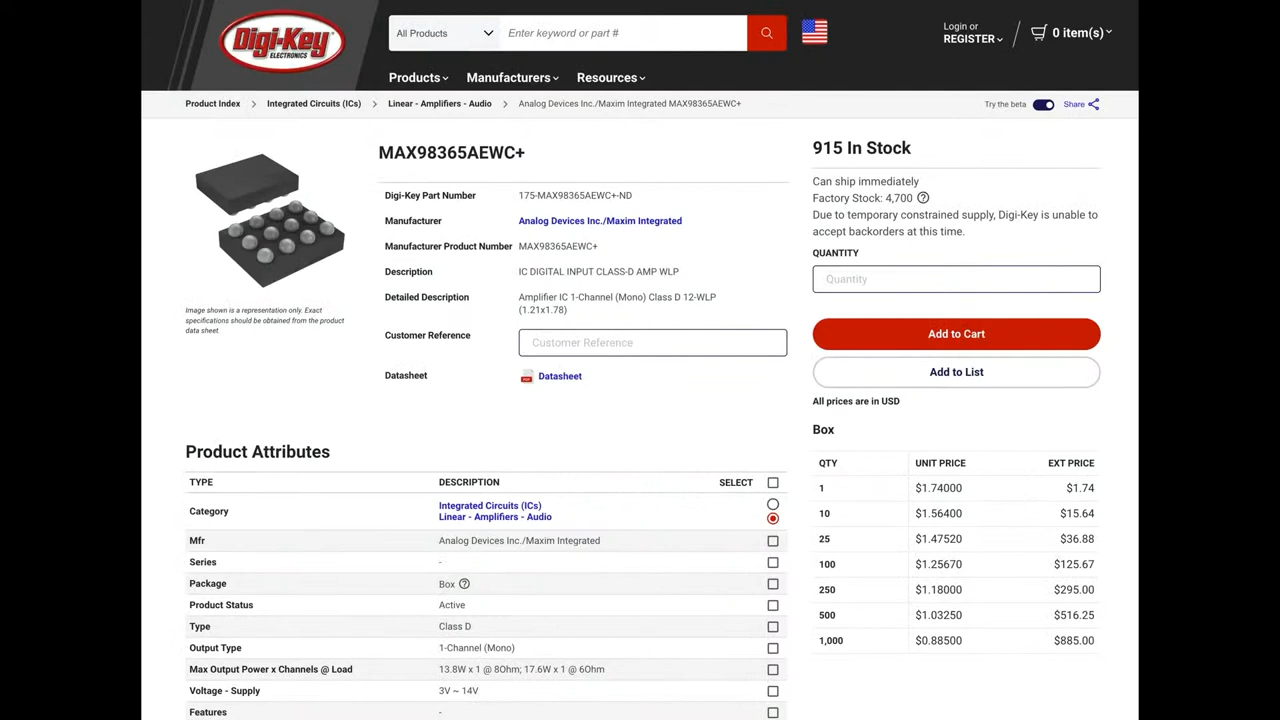 Digi-Key
ELECTRONICS
All Products
Enter keyword or part #
Login or
REGISTER
0 item(s)
Products
Manufacturers
Resources
Product Index > Integrated Circuits (ICs) > Linear - Amplifiers - Audio > Analog Devices Inc./Maxim Integrated MAX98365AEWC+
Try the beta
Share
MAX98365AEWC+
Digi-Key Part Number 175-MAX98365AEWC+-ND
Manufacturer Analog Devices Inc./Maxim Integrated
Manufacturer Product Number MAX98365AEWC+
Description IC DIGITAL INPUT CLASS-D AMP WLP
Detailed Description Amplifier IC 1-Channel (Mono) Class D 12-WLP
(1.21x1.78)
Customer Reference Customer Reference
Datasheet PDF Datasheet
Image shown is a representation only. Exact
specifications should be obtained from the product
data sheet.
915 In Stock
Can ship immediately
Factory Stock: 4,700 ?
Due to temporary constrained supply, Digi-Key is unable to
accept backorders at this time.
QUANTITY
Quantity
Add to Cart
Add to List
All prices are in USD
Box
QTY UNIT PRICE EXT PRICE
1 $1.74000 $1.74
10 $1.56400 $15.64
25 $1.47520 $36.88
100 $1.25670 $125.67
250 $1.18000 $295.00
500 $1.03250 $516.25
1,000 $0.88500 $885.00
Product Attributes
TYPE DESCRIPTION SELECT
Category Integrated Circuits (ICs)
Linear - Amplifiers - Audio
Mfr Analog Devices Inc./Maxim Integrated
Series -
Package Box ?
Product Status Active
Type Class D
Output Type 1-Channel (Mono)
Max Output Power x Channels @ Load 13.8W x 1 @ 8Ohm; 17.6W x 1 @ 6Ohm
Voltage - Supply 3V ~ 14V
Features -